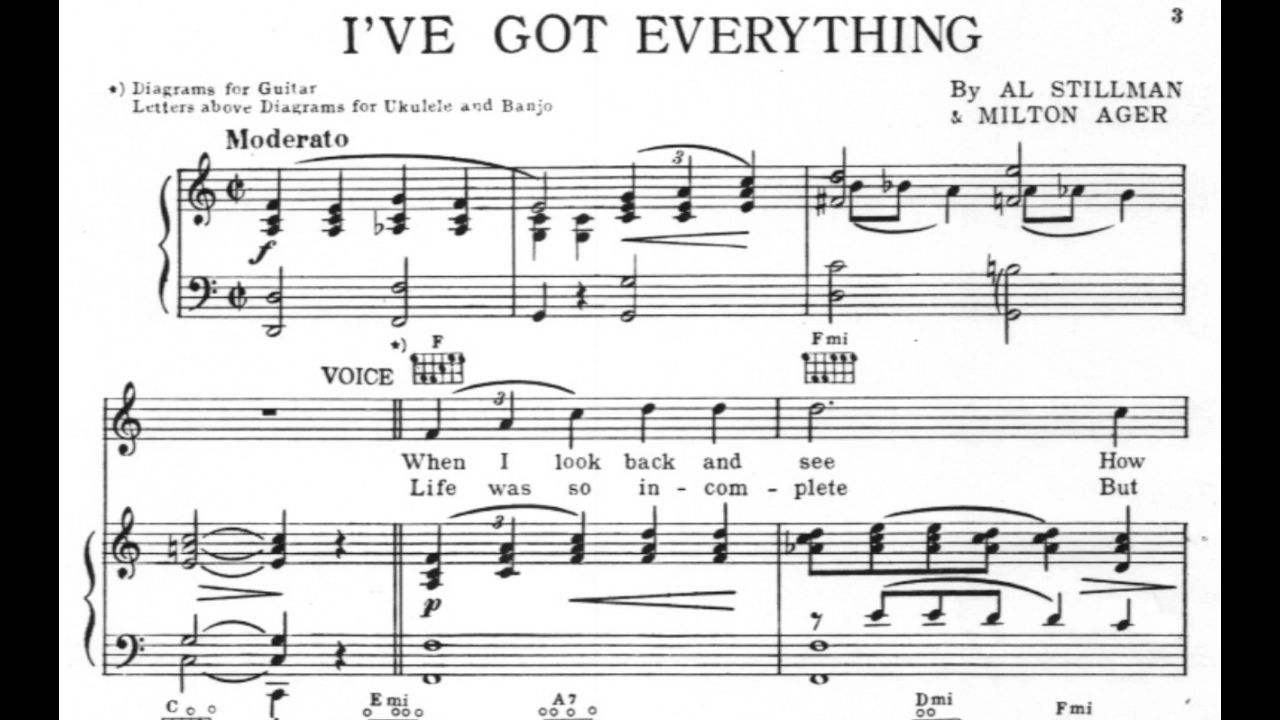 3
I'VE GOT EVERYTHING
*) Diagrams for Guitar
Letters above Diagrams for Ukulele and Banjo
By AL STILLMAN
& MILTON AGER
Moderato
3
f
*) F
Fmi
VOICE
3
When I look back and see How
Life was so in - com - plete But
3
p
C Emi A7 Dmi Fmi